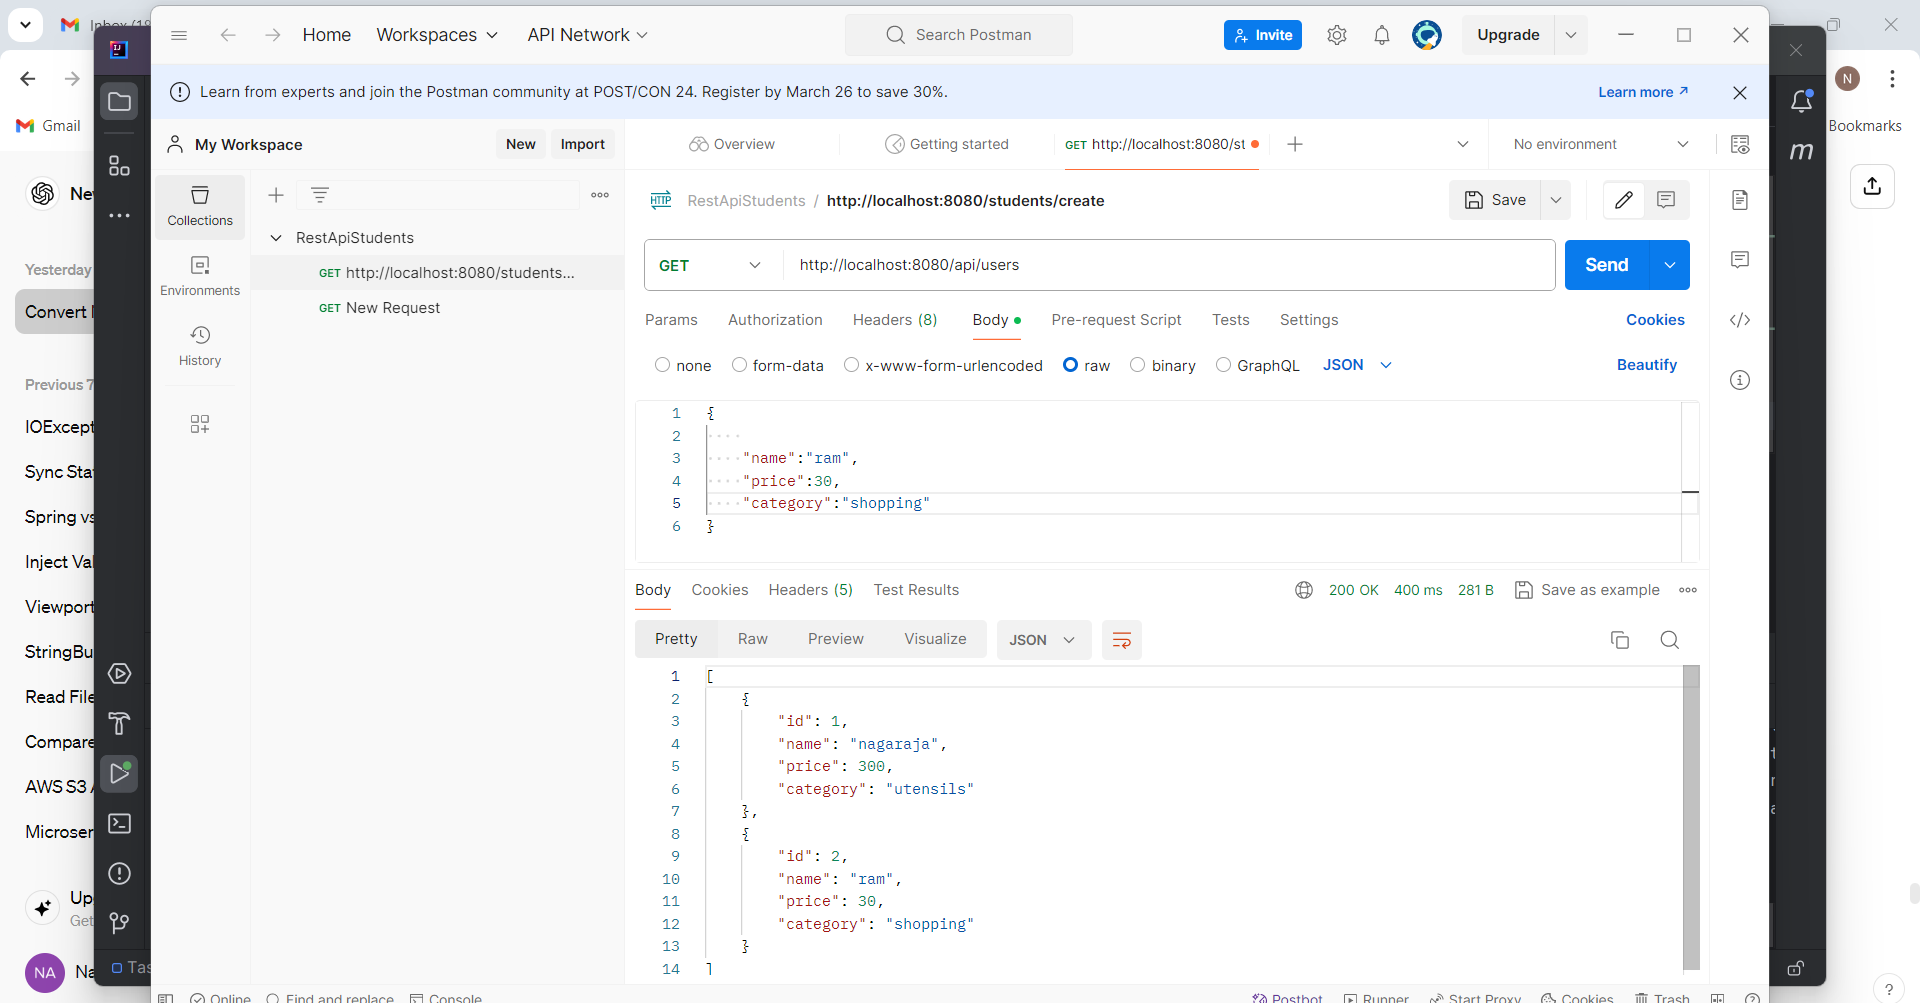 Home
Workspaces
API Network
Search Postman
Invite
Upgrade
Learn from experts and join the Postman community at POST/CON 24. Register by March 26 to save 30%.
Learn more
N
Gmail
Bookmarks
My Workspace
New
Import
Overview
Getting started
GET http://localhost:8080/st
No environment
m
Collections
RestApiStudents / http://localhost:8080/students/create
Save
RestApiStudents
GET http://localhost:8080/students...
GET New Request
GET
http://localhost:8080/api/users
Send
Yesterday
Convert
Environments
History
Params
Authorization
Headers (8)
Body
Pre-request Script
Tests
Settings
Cookies
none
form-data
x-www-form-urlencoded
raw
binary
GraphQL
JSON
Beautify
Previous 7
IOExcept
Sync Sta
Spring vs
Inject Val
Viewport
StringBu
Read File
Compare
AWS S3
Microser
1 {
2
3 "name":"ram",
4 "price":30,
5 "category":"shopping"
6 }
Body
Cookies
Headers (5)
Test Results
200 OK
400 ms
281 B
Save as example
Pretty
Raw
Preview
Visualize
JSON
1 [
2 {
3 "id": 1,
4 "name": "nagaraja",
5 "price": 300,
6 "category": "utensils"
7 },
8 {
9 "id": 2,
10 "name": "ram",
11 "price": 30,
12 "category": "shopping"
13 }
14 ]
NA
Online
Find and replace
Console
Postbot
Runner
Start Proxy
Cookies
Trash
?